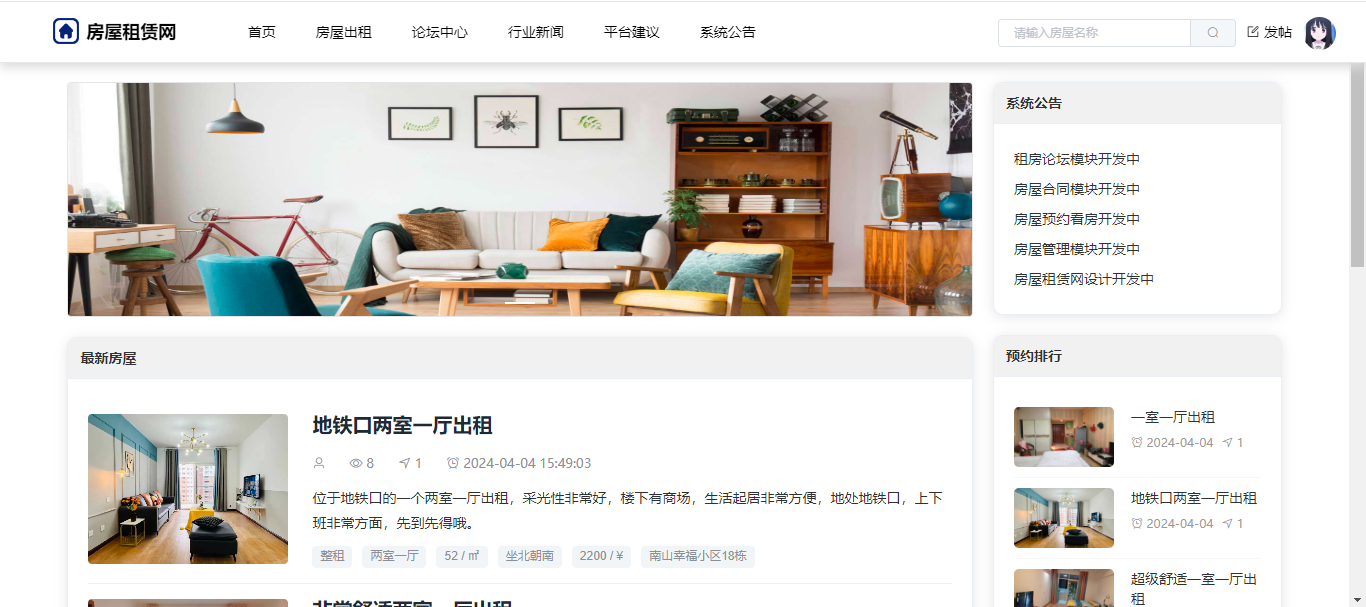 房屋租赁网
首页 房屋出租 论坛中心 行业新闻 平台建议 系统公告
请输入房屋名称
发帖
系统公告
租房论坛模块开发中
房屋合同模块开发中
房屋预约看房开发中
房屋管理模块开发中
房屋租赁网设计开发中
最新房屋
地铁口两室一厅出租
8 1 2024-04-04 15:49:03
位于地铁口的一个两室一厅出租，采光性非常好，楼下有商场，生活起居非常方便，地处地铁口，上下
班非常方面，先到先得哦。
整租 两室一厅 52 / ㎡ 坐北朝南 2200 / ¥ 南山幸福小区18栋
非常舒适两室一厅出租
预约排行
一室一厅出租
2024-04-04 1
地铁口两室一厅出租
2024-04-04 1
超级舒适一室一厅出
租